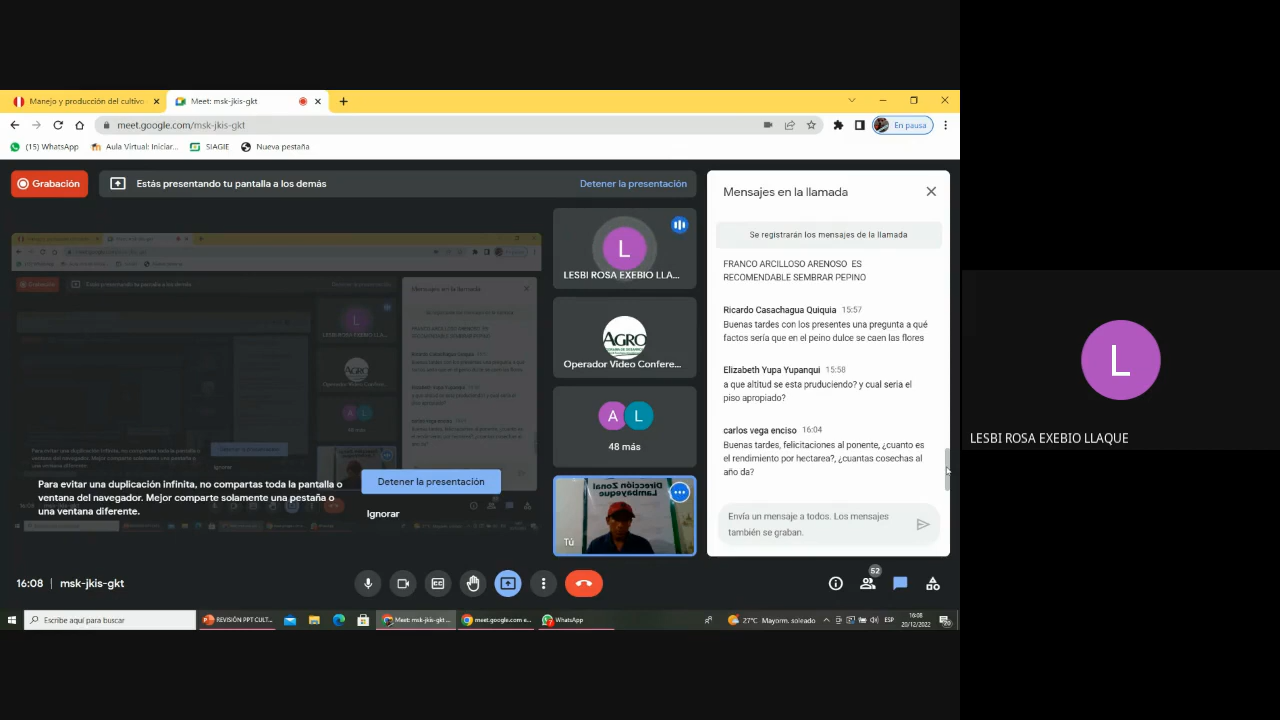 Manejo y producción del cultivo
Meet: msk-jkis-gkt
meet.google.com/msk-jkis-gkt
En pausa
(15) WhatsApp
Aula Virtual: Iniciar...
SIAGIE
Nueva pestaña
Grabación
Estás presentando tu pantalla a los demás
Detener la presentación
Mensajes en la llamada
Se registrarán los mensajes de la llamada
FRANCO ARCILLOSO ARENOSO ES
RECOMENDABLE SEMBRAR PEPINO
Ricardo Casachagua Quiquia 15:57
Buenas tardes con los presentes una pregunta a qué
factos sería que en el peino dulce se caen las flores
Elizabeth Yupa Yupanqui 15:58
a que altitud se esta pruduciendo? y cual seria el
piso apropiado?
carlos vega enciso 16:04
Buenas tardes, felicitaciones al ponente, ¿cuanto es
el rendimiento por hectarea?, ¿cuantas cosechas al
año da?
Envía un mensaje a todos. Los mensajes
también se graban.
L
LESBI ROSA EXEBIO LLA...
AGRO
Operador Video Confere...
A L
48 más
Dirección Zonal
Lambayeque
Tú
Para evitar una duplicación infinita, no compartas toda la pantalla o
ventana del navegador. Mejor comparte solamente una pestaña o
una ventana diferente.
Detener la presentación
Ignorar
16:08 msk-jkis-gkt
52
Escribe aquí para buscar
REVISIÓN PPT CULT...
Meet: msk-jkis-gkt ...
meet.google.com e...
WhatsApp
27°C Mayorm. soleado
ESP
16:08
20/12/2022
L
LESBI ROSA EXEBIO LLAQUE